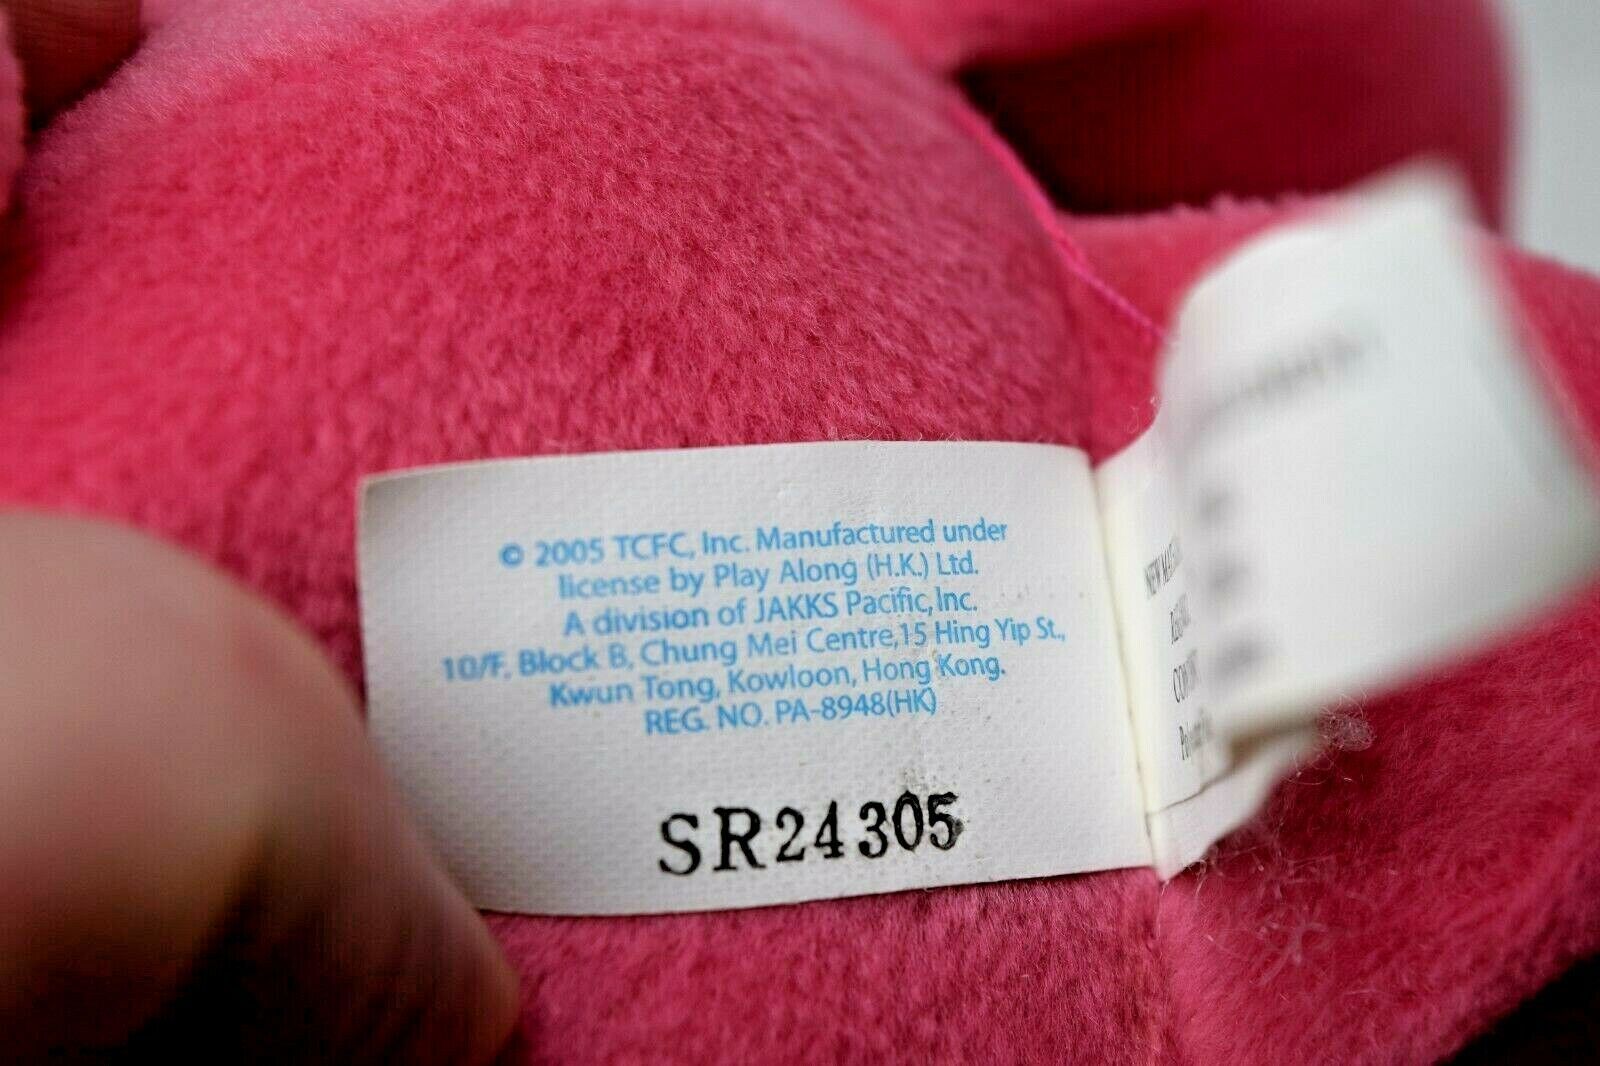 © 2005 TCFC, Inc. Manufactured under
license by Play Along (H.K.) Ltd.
A division of JAKKS Pacific, Inc.
10/F, Block B, Chung Mei Centre, 15 Hing Yip St.,
Kwun Tong, Kowloon, Hong Kong.
REG. NO. PA-8948(HK)
SR24305
NEW